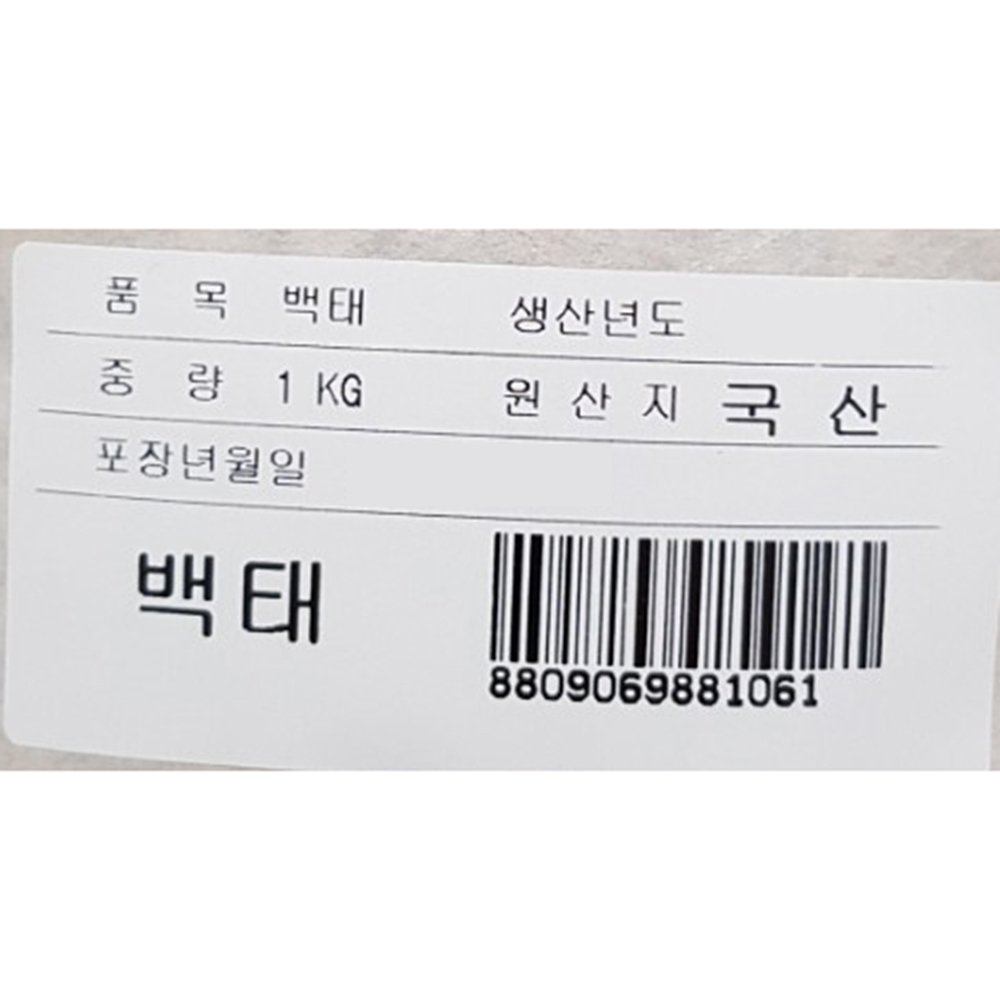 품 목 백태 생산년도
중 량 1 KG 원 산 지 국 산
포장년월일
백태
8809069881061